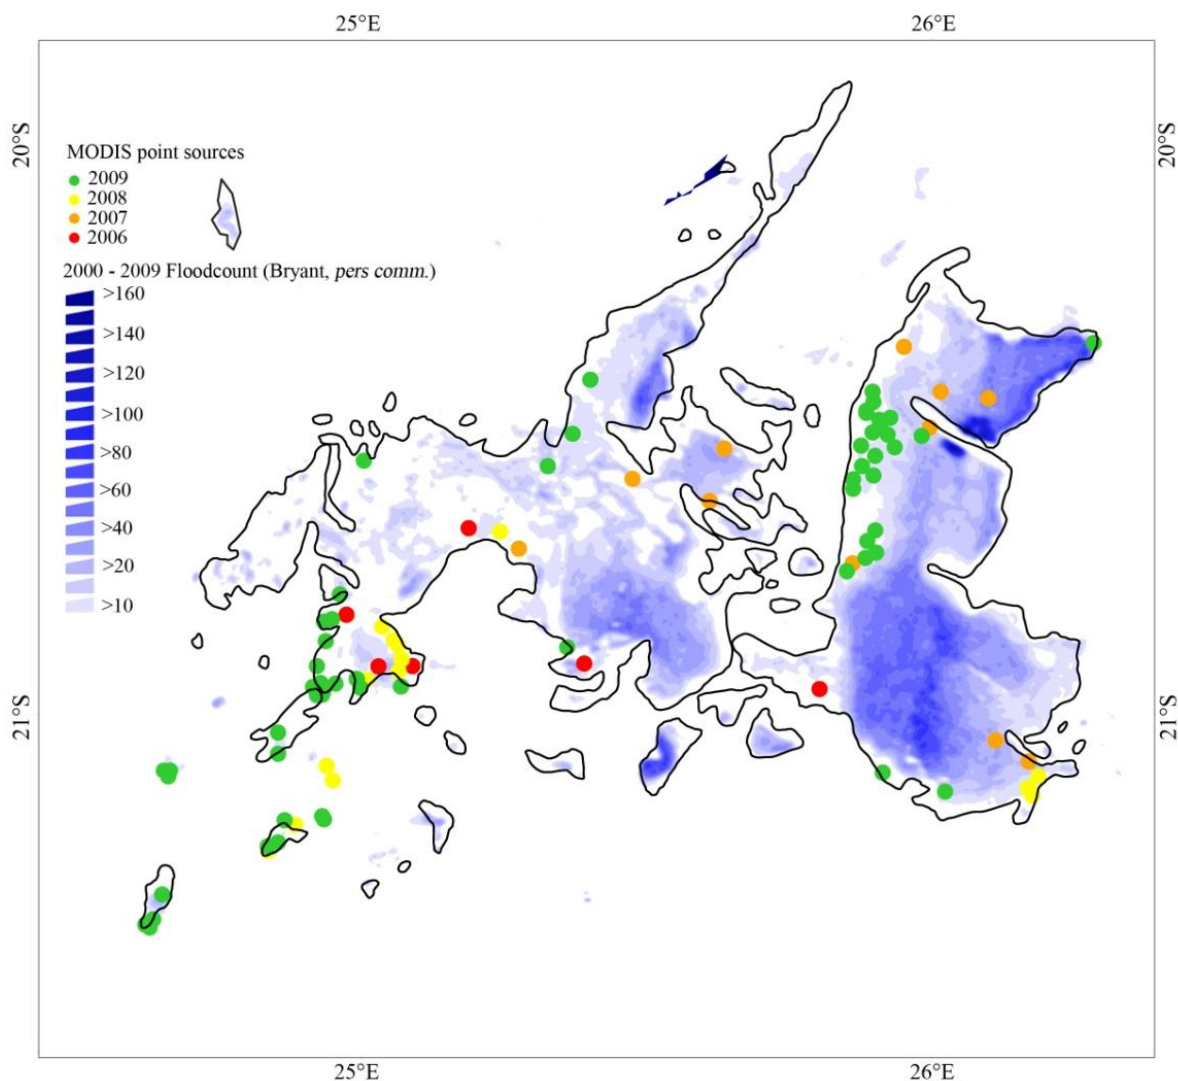 25°E 26°E
20°S 20°S
MODIS point sources
2009
2008
2007
2006
2000 - 2009 Floodcount (Bryant, pers comm.)
>160
>140
>120
>100
>80
>60
>40
>20
>10
21°S 21°S
25°E 26°E